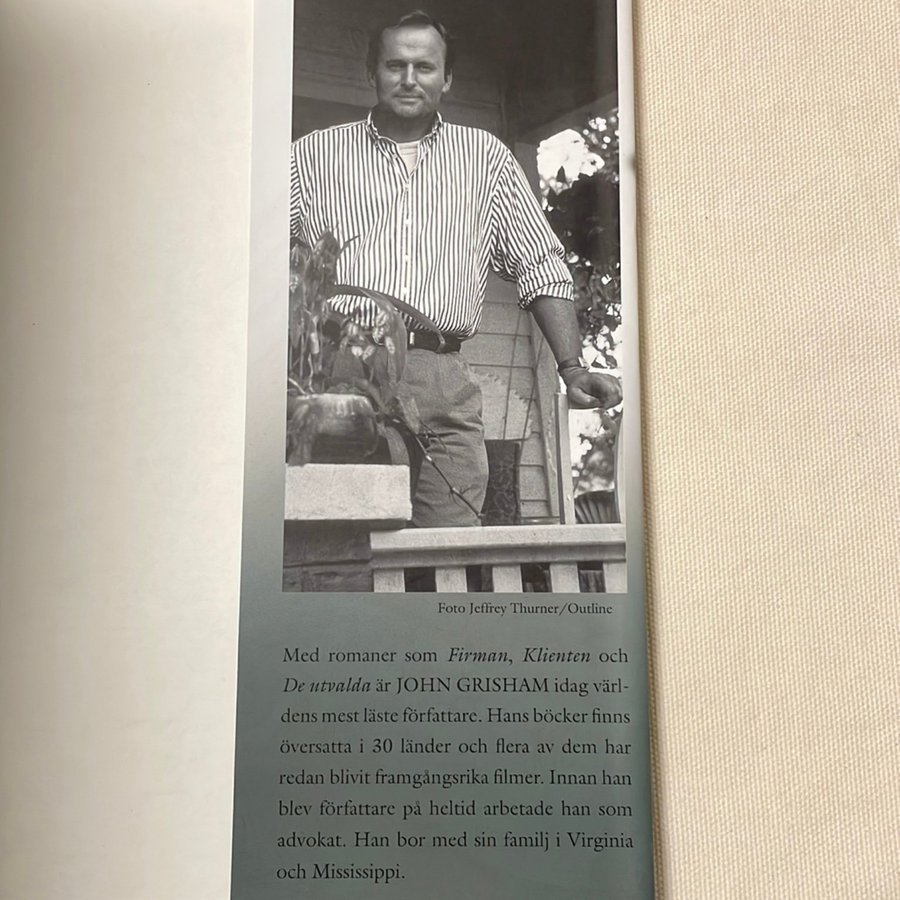 Foto Jeffrey Thurner/Outline
Med romaner som Firman, Klienten och
De utvalda är JOHN GRISHAM idag värl-
dens mest läste författare. Hans böcker finns
översatta i 30 länder och flera av dem har
redan blivit framgångsrika filmer. Innan han
blev författare på heltid arbetade han som
advokat. Han bor med sin familj i Virginia
och Mississippi.